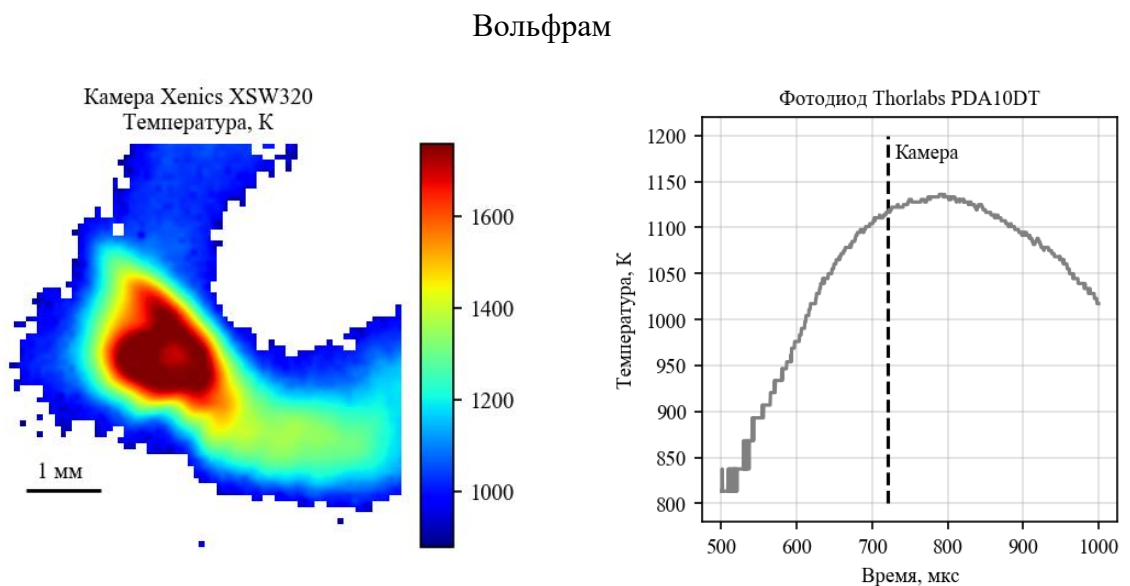 Вольфрам
Камера Xenics XSW320
Температура, К
1600
1400
1200
1000
1 мм
Фотодиод Thorlabs PDA10DT
Температура, К
1200
1150
1100
1050
1000
950
900
850
800
Камера
500 600 700 800 900 1000
Время, мкс